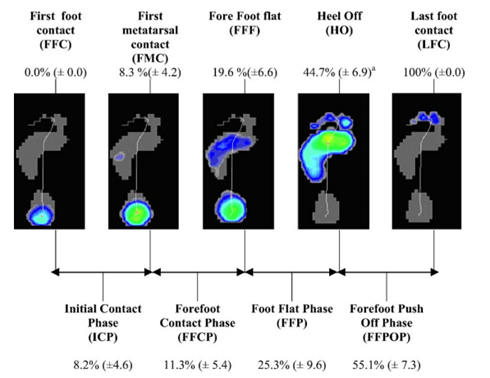 First foot
contact
(FFC)
0.0% (± 0.0)
First
metatarsal
contact
(FMC)
8.3 %(± 4.2)
Fore Foot flat
(FFF)
19.6 %(±6.6)
Heel Off
(HO)
44.7% (± 6.9)ᵃ
Last foot
contact
(LFC)
100% (±0.0)
Initial Contact
Phase
(ICP)
8.2% (±4.6)
Forefoot
Contact Phase
(FFCP)
11.3% (± 5.4)
Foot Flat Phase
(FFP)
25.3% (± 9.6)
Forefoot Push
Off Phase
(FFPOP)
55.1% (± 7.3)